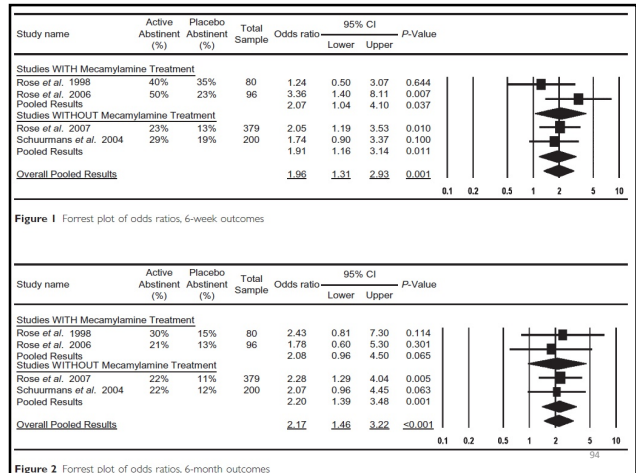 Study name Active Abstinent (%) Placebo Abstinent (%) Total Sample Odds ratio 95% CI Lower Upper P-Value
Studies WITH Mecamylamine Treatment
Rose et al. 1998 40% 35% 80 1.24 0.50 3.07 0.644
Rose et al. 2006 50% 23% 96 3.36 1.40 8.11 0.007
Pooled Results 2.07 1.04 4.10 0.037
Studies WITHOUT Mecamylamine Treatment
Rose et al. 2007 23% 13% 379 2.05 1.19 3.53 0.010
Schuurmans et al. 2004 29% 19% 200 1.74 0.90 3.37 0.100
Pooled Results 1.91 1.16 3.14 0.011
Overall Pooled Results 1.96 1.31 2.93 0.001
0.1 0.2 0.5 1 2 5 10
Figure 1 Forrest plot of odds ratios, 6-week outcomes
Study name Active Abstinent (%) Placebo Abstinent (%) Total Sample Odds ratio 95% CI Lower Upper P-Value
Studies WITH Mecamylamine Treatment
Rose et al. 1998 30% 15% 80 2.43 0.81 7.30 0.114
Rose et al. 2006 21% 13% 96 1.78 0.60 5.30 0.301
Pooled Results 2.08 0.96 4.50 0.065
Studies WITHOUT Mecamylamine Treatment
Rose et al. 2007 22% 11% 379 2.28 1.29 4.04 0.005
Schuurmans et al. 2004 22% 12% 200 2.07 0.96 4.45 0.063
Pooled Results 2.20 1.39 3.48 0.001
Overall Pooled Results 2.17 1.46 3.22 <0.001
0.1 0.2 0.5 1 2 5 10
94
Figure 2 Forrest plot of odds ratios, 6-month outcomes